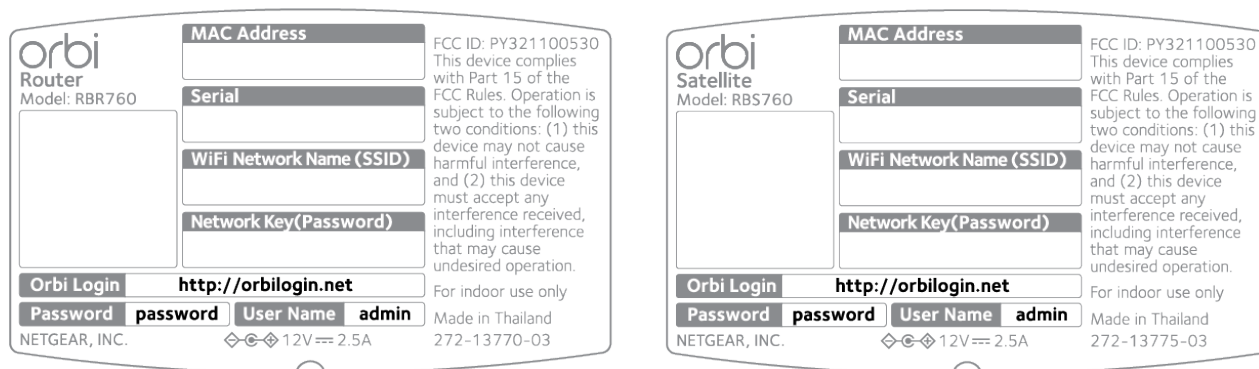 orbi
Router
Model: RBR760
MAC Address
Serial
WiFi Network Name (SSID)
Network Key(Password)
Orbi Login http://orbilogin.net
Password password User Name admin
NETGEAR, INC. 12V 2.5A
FCC ID: PY321100530
This device complies
with Part 15 of the
FCC Rules. Operation is
subject to the following
two conditions: (1) this
device may not cause
harmful interference,
and (2) this device
must accept any
interference received,
including interference
that may cause
undesired operation.
For indoor use only
Made in Thailand
272-13770-03
orbi
Satellite
Model: RBS760
MAC Address
Serial
WiFi Network Name (SSID)
Network Key(Password)
Orbi Login http://orbilogin.net
Password password User Name admin
NETGEAR, INC. 12V 2.5A
FCC ID: PY321100530
This device complies
with Part 15 of the
FCC Rules. Operation is
subject to the following
two conditions: (1) this
device may not cause
harmful interference,
and (2) this device
must accept any
interference received,
including interference
that may cause
undesired operation.
For indoor use only
Made in Thailand
272-13775-03